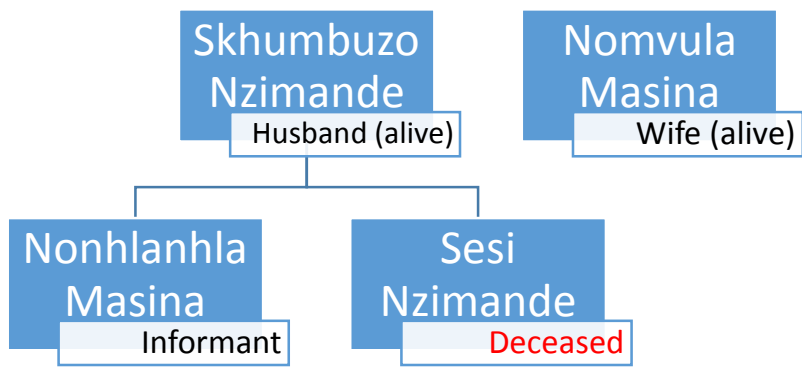 Skhumbuzo
Nzimande
Husband (alive)
Nomvula
Masina
Wife (alive)
Nonhlanhla
Masina
Informant
Sesi
Nzimande
Deceased